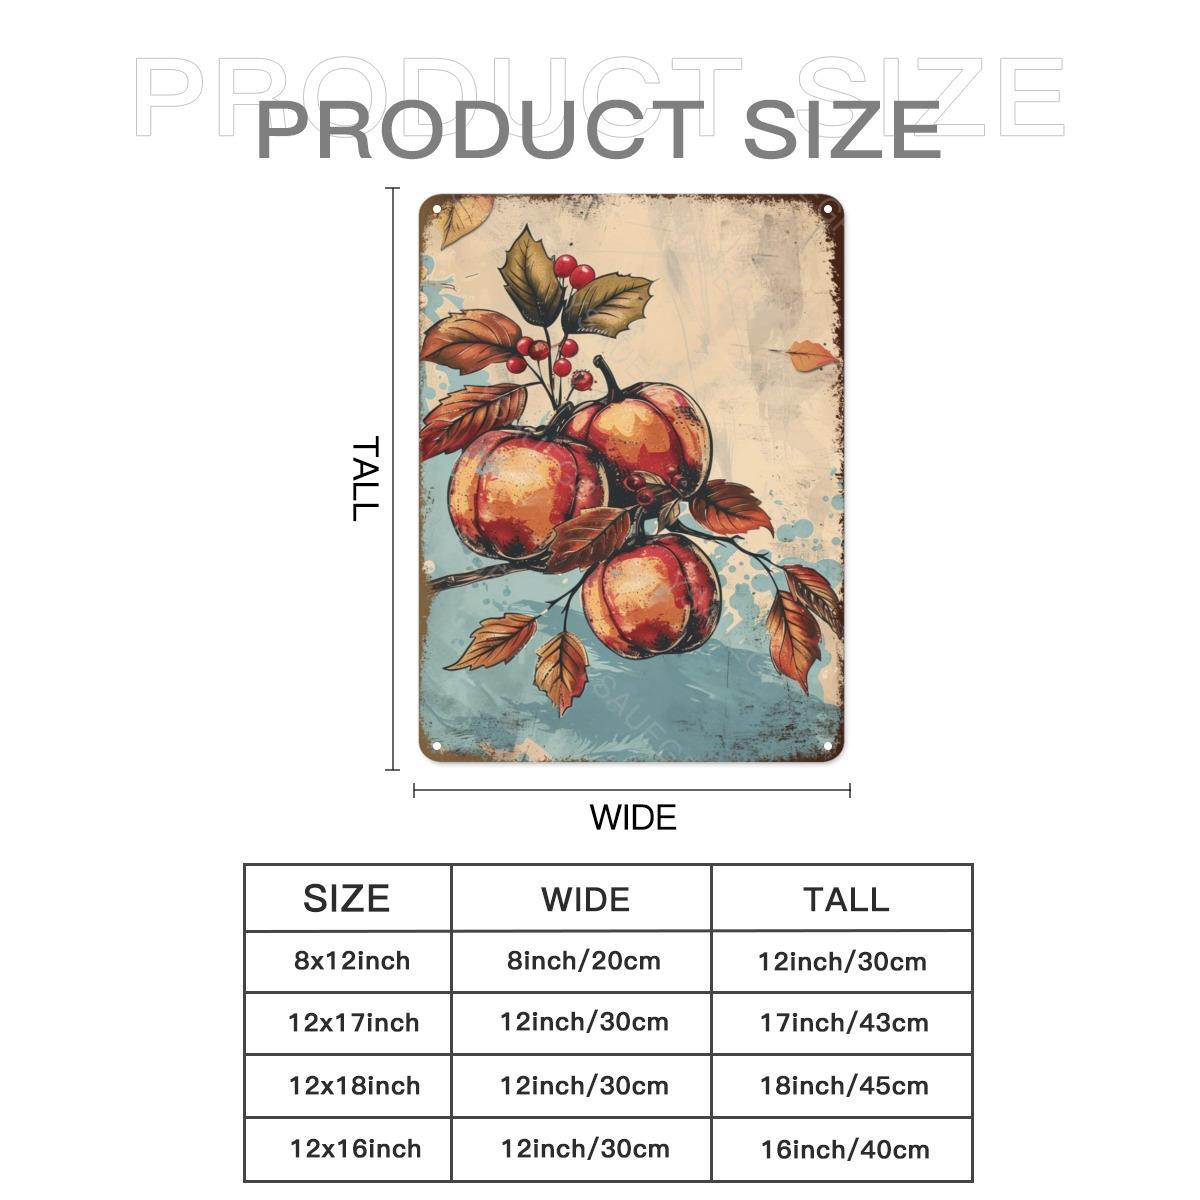 PRODUCT SIZE
PRODUCT SIZE
TALL
WIDE
SIZE WIDE TALL
8x12inch 8inch/20cm 12inch/30cm
12x17inch 12inch/30cm 17inch/43cm
12x18inch 12inch/30cm 18inch/45cm
12x16inch 12inch/30cm 16inch/40cm